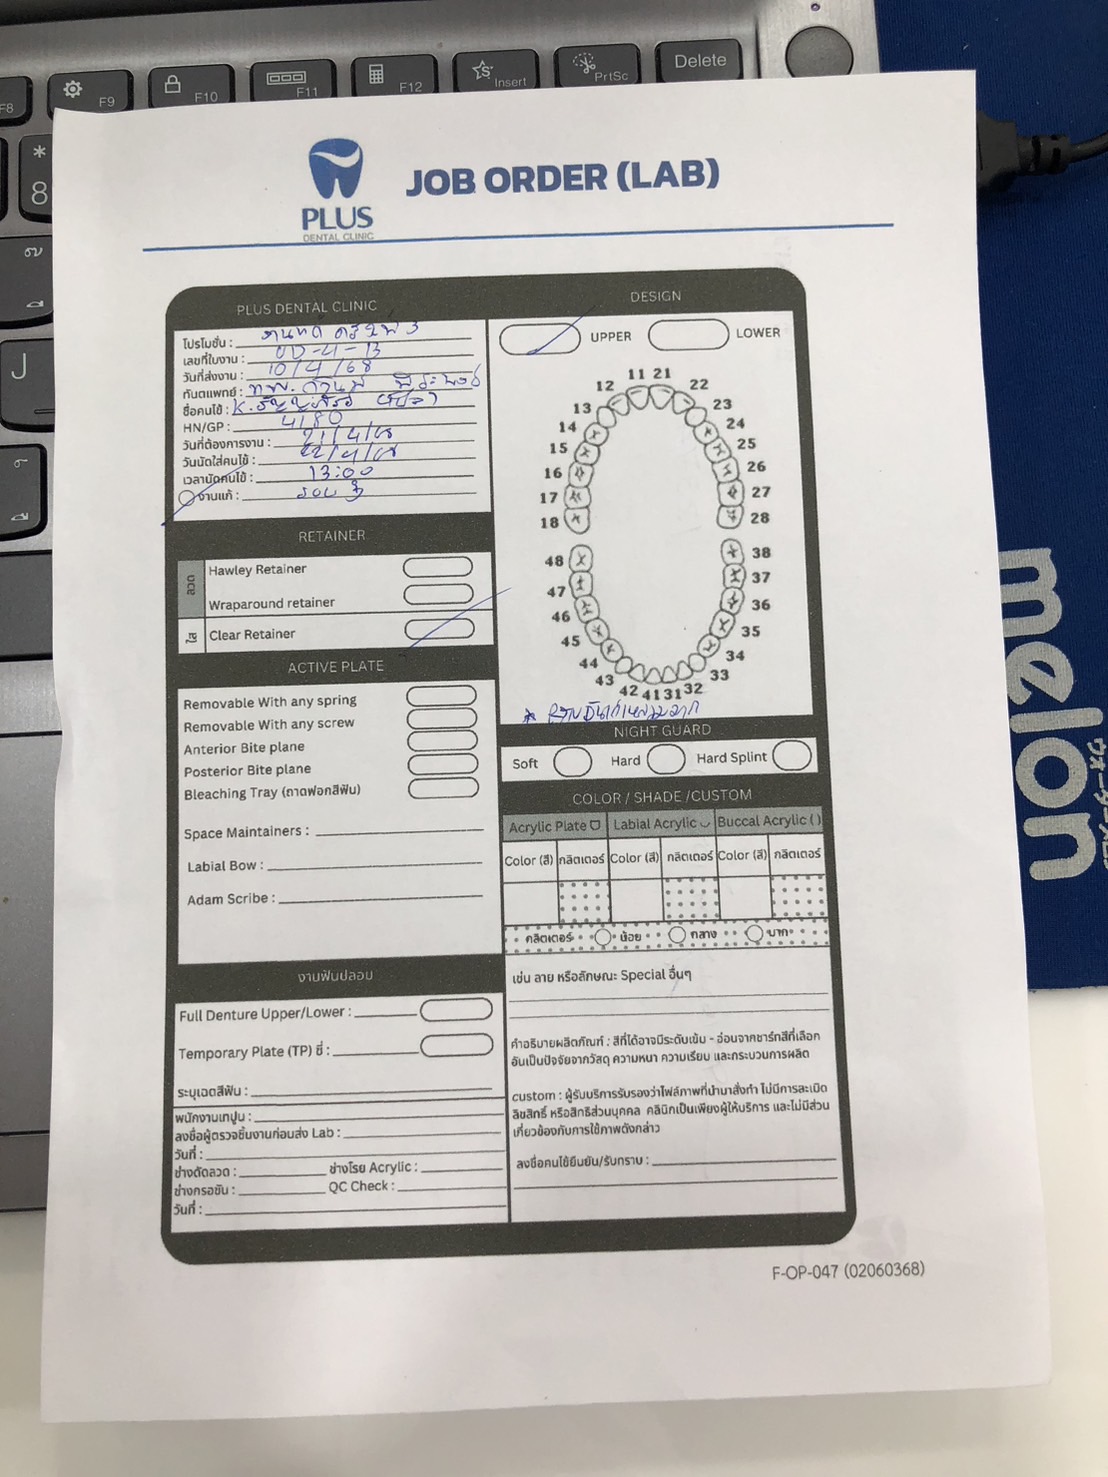 F8
F9
F10
F11
F12
Insert
PrtSc
Delete
*
8
J
PLUS
DENTAL CLINIC
JOB ORDER (LAB)
PLUS DENTAL CLINIC
โปรโมชั่น :
เลขที่ใบงาน : 00-4-13
วันที่ส่งงาน : 10/4/68
ทันตแพทย์ : ทพ.
ชื่อคนไข้ : K.
HN/GP : 4180
วันที่ต้องการงาน : 21/4/68
วันนัดใส่คนไข้ : 22/4/68
เวลานัดคนไข้ : 13:00
งานแก้ :
RETAINER
ลวด
Hawley Retainer
Wraparound retainer
ใส
Clear Retainer
ACTIVE PLATE
Removable With any spring
Removable With any screw
Anterior Bite plane
Posterior Bite plane
Bleaching Tray (ถาดฟอกสีฟัน)
Space Maintainers :
Labial Bow :
Adam Scribe :
งานฟันปลอม
Full Denture Upper/Lower :
Temporary Plate (TP) ซี่ :
ระบุเฉดสีฟัน :
พนักงานเทปูน :
ลงชื่อผู้ตรวจชิ้นงานก่อนส่ง Lab :
วันที่ :
ช่างดัดลวด : ช่างโรย Acrylic :
ช่างกรอขัน : QC Check :
วันที่ :
DESIGN
UPPER LOWER
11 21
12 22
13 23
14 24
15 25
16 26
17 27
18 28
48 38
47 37
46 36
45 35
44 34
43 33
42 41 31 32
NIGHT GUARD
Soft Hard Hard Splint
COLOR / SHADE /CUSTOM
Acrylic Plate Labial Acrylic Buccal Acrylic ( )
Color (สี) กลิตเตอร์ Color (สี) กลิตเตอร์ Color (สี) กลิตเตอร์
กลิตเตอร์ น้อย กลาง มาก
เช่น ลาย หรือลักษณะ Special อื่นๆ
คำอธิบายผลิตภัณฑ์ : สีที่ได้อาจมีระดับเข้ม - อ่อนจากชาร์ทสีที่เลือก
อันเป็นปัจจัยจากวัสดุ ความหนา ความเรียบ และกระบวนการผลิต
custom : ผู้รับบริการรับรองว่าไฟล์ภาพที่นำมาสั่งทำ ไม่มีการละเมิด
ลิขสิทธิ์ หรือสิทธิส่วนบุคคล คลินิกเป็นเพียงผู้ให้บริการ และไม่มีส่วน
เกี่ยวข้องกับการใช้ภาพดังกล่าว
ลงชื่อคนไข้ยืนยัน/รับทราบ :
F-OP-047 (02060368)
melon